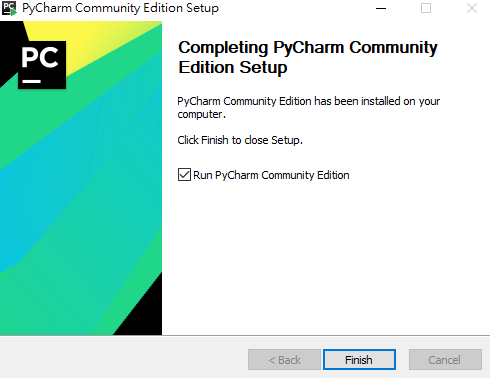 PyCharm Community Edition Setup
PC
Completing PyCharm Community
Edition Setup
PyCharm Community Edition has been installed on your
computer.
Click Finish to close Setup.
Run PyCharm Community Edition
< Back
Finish
Cancel